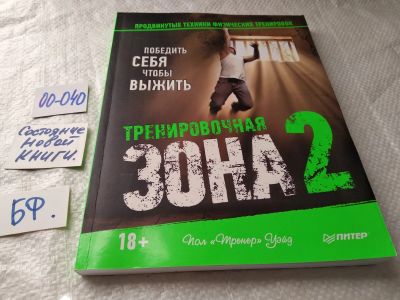 ПРОДВИНУТЫЕ ТЕХНИКИ ФИЗИЧЕСКИХ ТРЕНИРОВОК
ПОБЕДИТЬ
СЕБЯ
ЧТОБЫ
ВЫЖИТЬ
ТРЕНИРОВОЧНАЯ
ЗОНА 2
18+
Пол «Тренер» Уэйд
ПИТЕР
00-040
Состояние
Новой
Книги.
БФ.